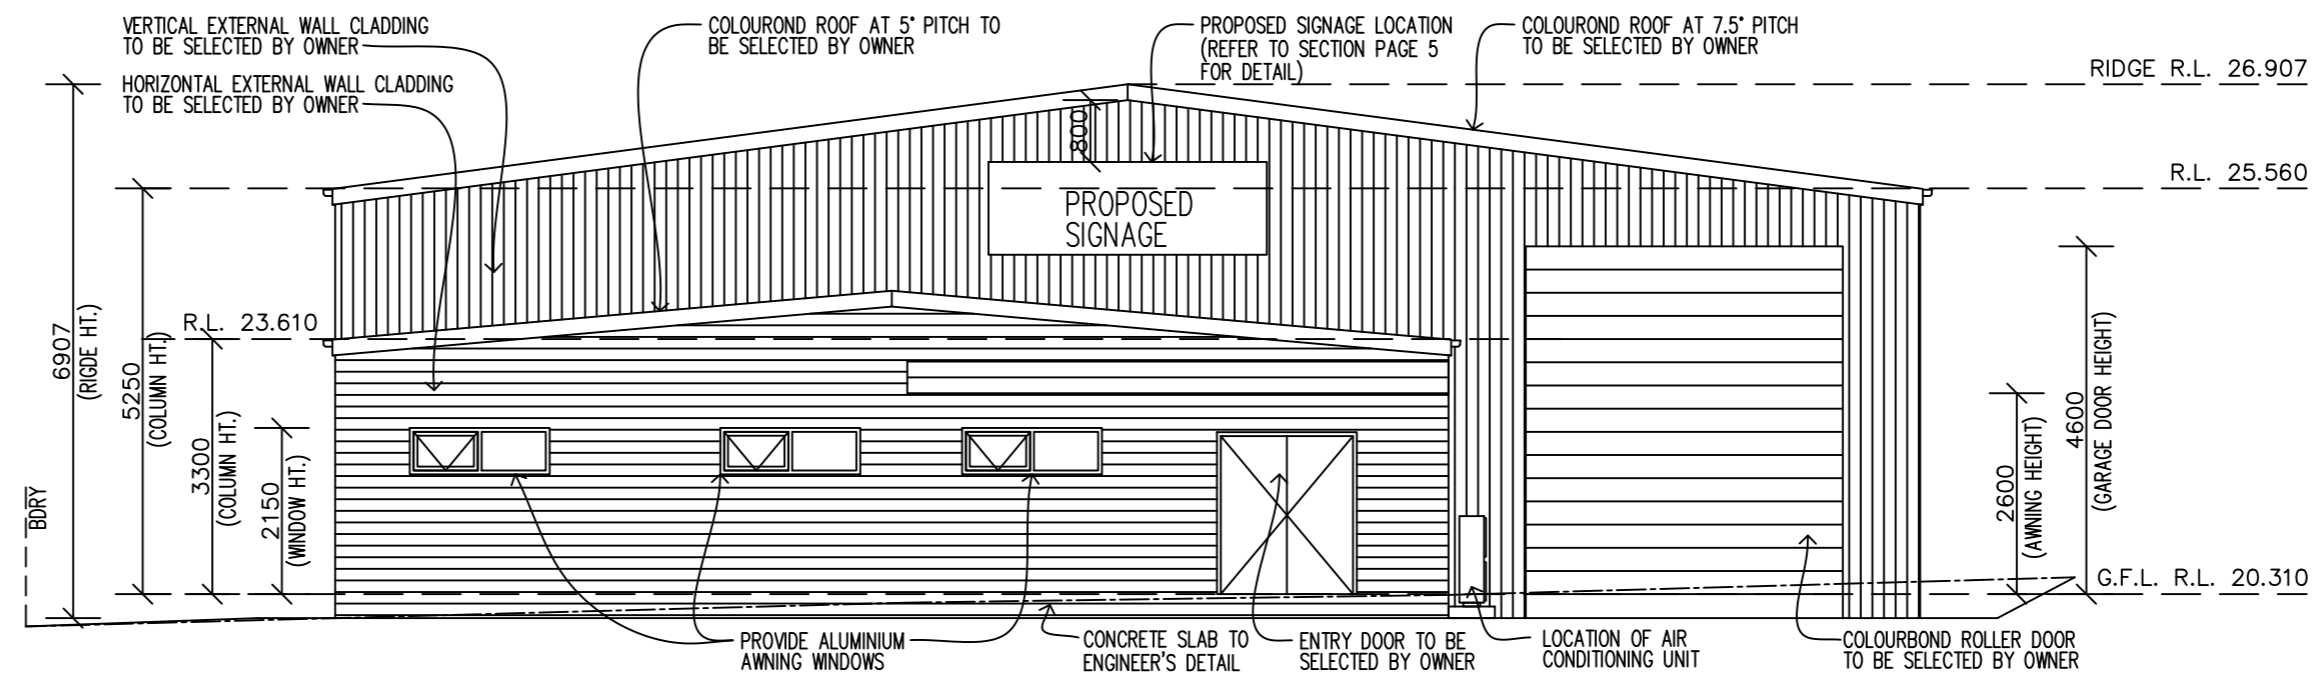 VERTICAL EXTERNAL WALL CLADDING
TO BE SELECTED BY OWNER
HORIZONTAL EXTERNAL WALL CLADDING
TO BE SELECTED BY OWNER
COLOUROND ROOF AT 5° PITCH TO
BE SELECTED BY OWNER
PROPOSED SIGNAGE LOCATION
(REFER TO SECTION PAGE 5
FOR DETAIL)
COLOUROND ROOF AT 7.5° PITCH
TO BE SELECTED BY OWNER
RIDGE R.L. 26.907
R.L. 25.560
800
PROPOSED
SIGNAGE
R.L. 23.610
6907
(RIGDE HT.)
5250
(COLUMN HT.)
3300
(COLUMN HT.)
2150
(WINDOW HT.)
BDRY
2600
(AWNING HEIGHT)
4600
(GARAGE DOOR HEIGHT)
G.F.L. R.L. 20.310
PROVIDE ALUMINIUM
AWNING WINDOWS
CONCRETE SLAB TO
ENGINEER'S DETAIL
ENTRY DOOR TO BE
SELECTED BY OWNER
LOCATION OF AIR
CONDITIONING UNIT
COLOURBOND ROLLER DOOR
TO BE SELECTED BY OWNER